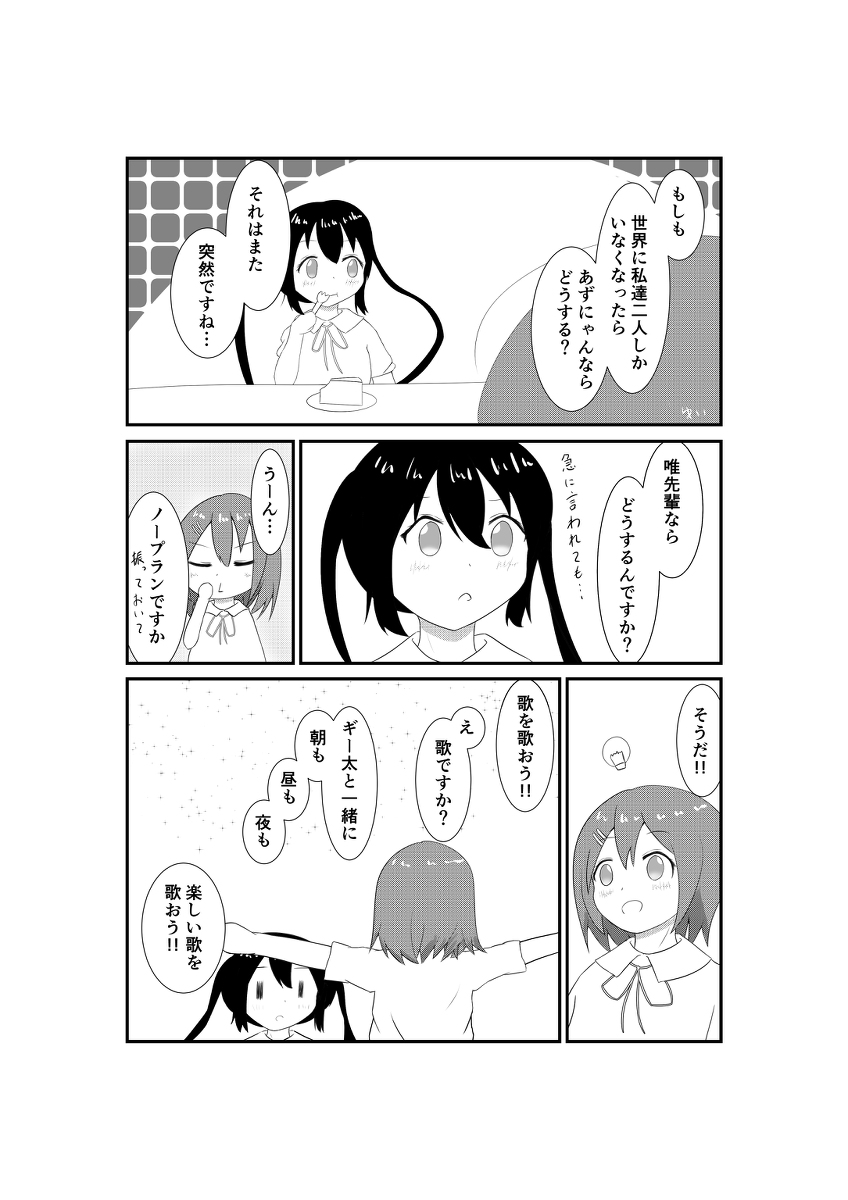 もしも
世界に私達二人しか
いなくなったら
あずにゃんなら
どうする？
ゆい
それはまた
突然ですね…
唯先輩なら
どうするんですか？
急に言われても…
うーん…
ノープランですか
振っておいて
そうだ!!
歌を歌おう!!
え
歌ですか？
ギー太と一緒に
朝も
昼も
夜も
楽しい歌を
歌おう!!